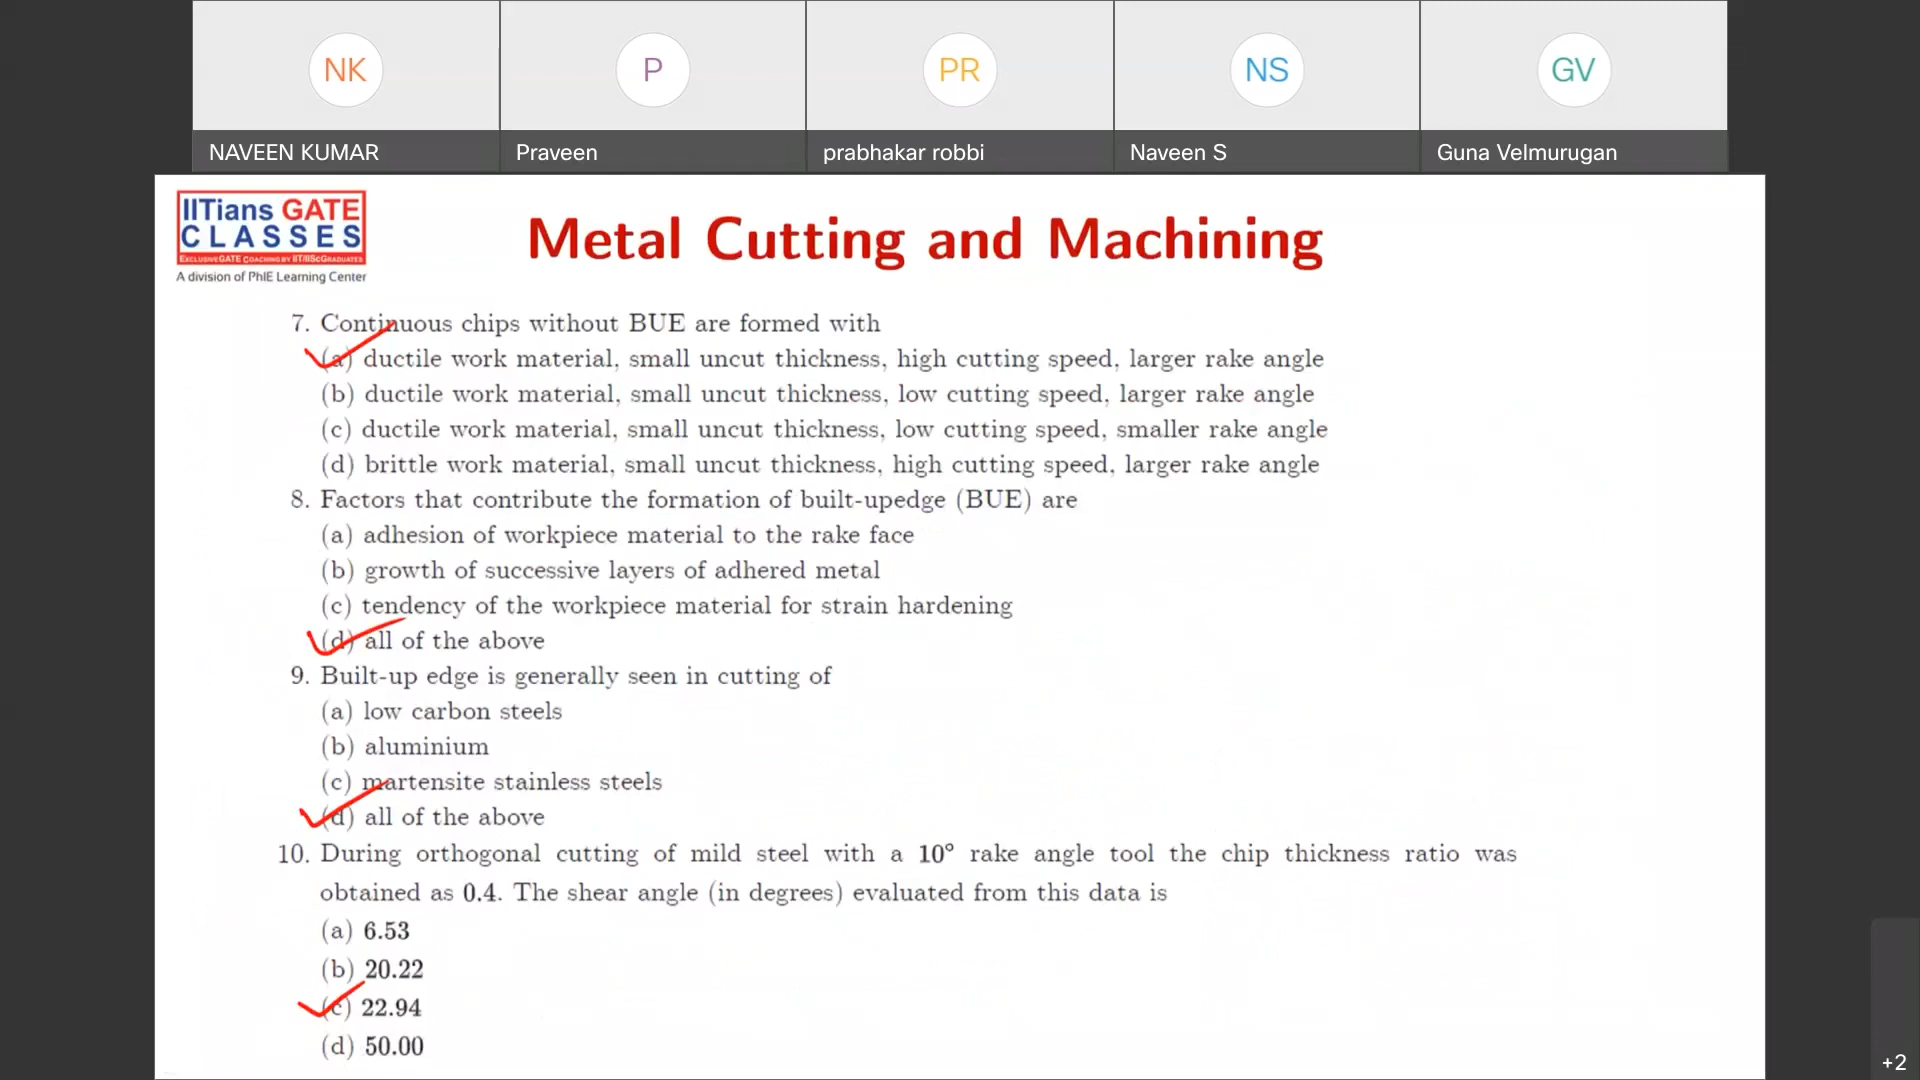 NK
P
PR
NS
GV
NAVEEN KUMAR
Praveen
prabhakar robbi
Naveen S
Guna Velmurugan
IITians GATE
CLASSES
EXCLUSIVE GATE COACHING BY IIT/IISC GRADUATES
A division of PhIE Learning Center
Metal Cutting and Machining
7. Continuous chips without BUE are formed with
(a) ductile work material, small uncut thickness, high cutting speed, larger rake angle
(b) ductile work material, small uncut thickness, low cutting speed, larger rake angle
(c) ductile work material, small uncut thickness, low cutting speed, smaller rake angle
(d) brittle work material, small uncut thickness, high cutting speed, larger rake angle
8. Factors that contribute the formation of built-upedge (BUE) are
(a) adhesion of workpiece material to the rake face
(b) growth of successive layers of adhered metal
(c) tendency of the workpiece material for strain hardening
(d) all of the above
9. Built-up edge is generally seen in cutting of
(a) low carbon steels
(b) aluminium
(c) martensite stainless steels
(d) all of the above
10. During orthogonal cutting of mild steel with a 10° rake angle tool the chip thickness ratio was
obtained as 0.4. The shear angle (in degrees) evaluated from this data is
(a) 6.53
(b) 20.22
(c) 22.94
(d) 50.00
+2